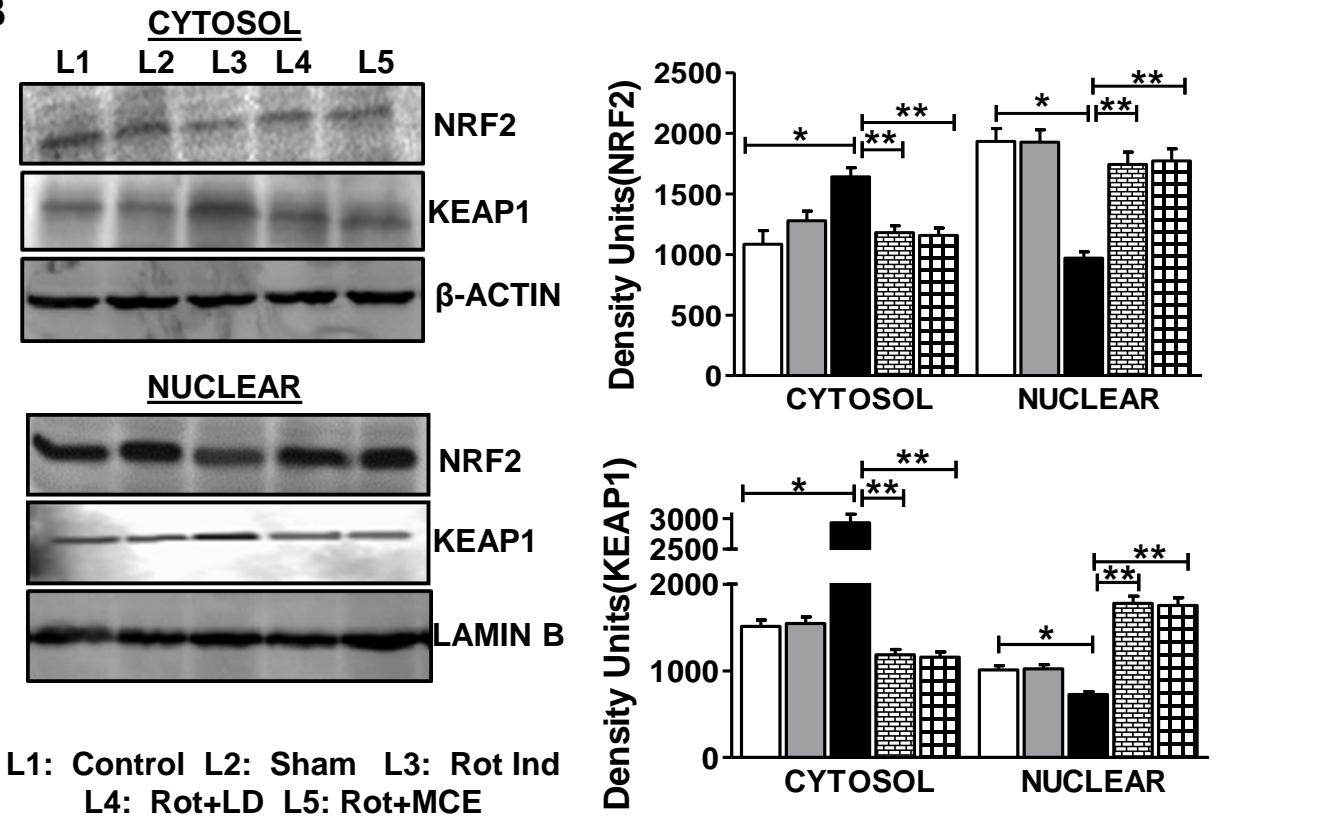 B
CYTOSOL
L1 L2 L3 L4 L5
NRF2
KEAP1
β-ACTIN
NUCLEAR
NRF2
KEAP1
LAMIN B
L1: Control L2: Sham L3: Rot Ind
L4: Rot+LD L5: Rot+MCE
Density Units(NRF2)
2500
2000
1500
1000
500
0
* ** **
* ** **
CYTOSOL NUCLEAR
Density Units(KEAP1)
3000
2500
2000
1000
0
* ** **
* ** **
CYTOSOL NUCLEAR